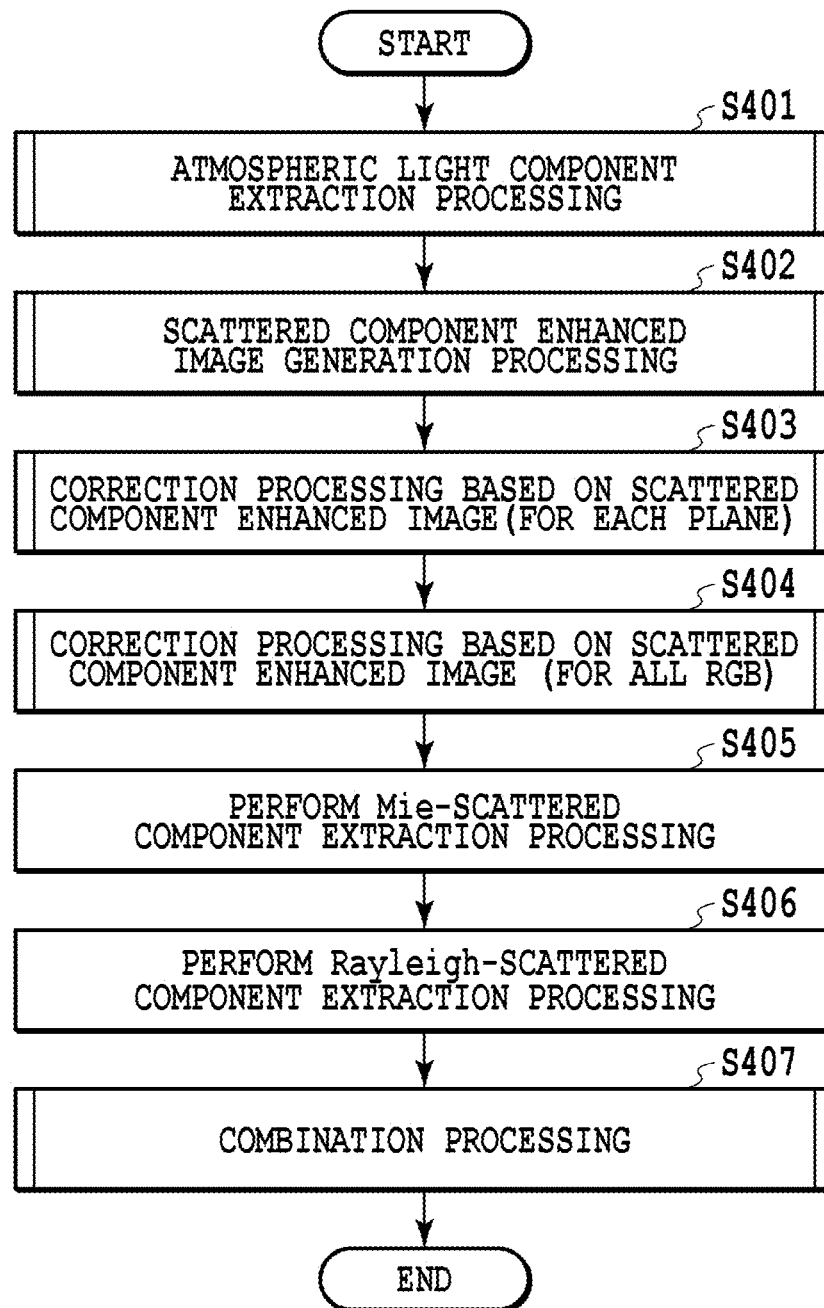 START
S401
ATMOSPHERIC LIGHT COMPONENT
EXTRACTION PROCESSING
S402
SCATTERED COMPONENT ENHANCED
IMAGE GENERATION PROCESSING
S403
CORRECTION PROCESSING BASED ON SCATTERED
COMPONENT ENHANCED IMAGE(FOR EACH PLANE)
S404
CORRECTION PROCESSING BASED ON SCATTERED
COMPONENT ENHANCED IMAGE (FOR ALL RGB)
S405
PERFORM Mie-SCATTERED
COMPONENT EXTRACTION PROCESSING
S406
PERFORM Rayleigh-SCATTERED
COMPONENT EXTRACTION PROCESSING
S407
COMBINATION PROCESSING
END